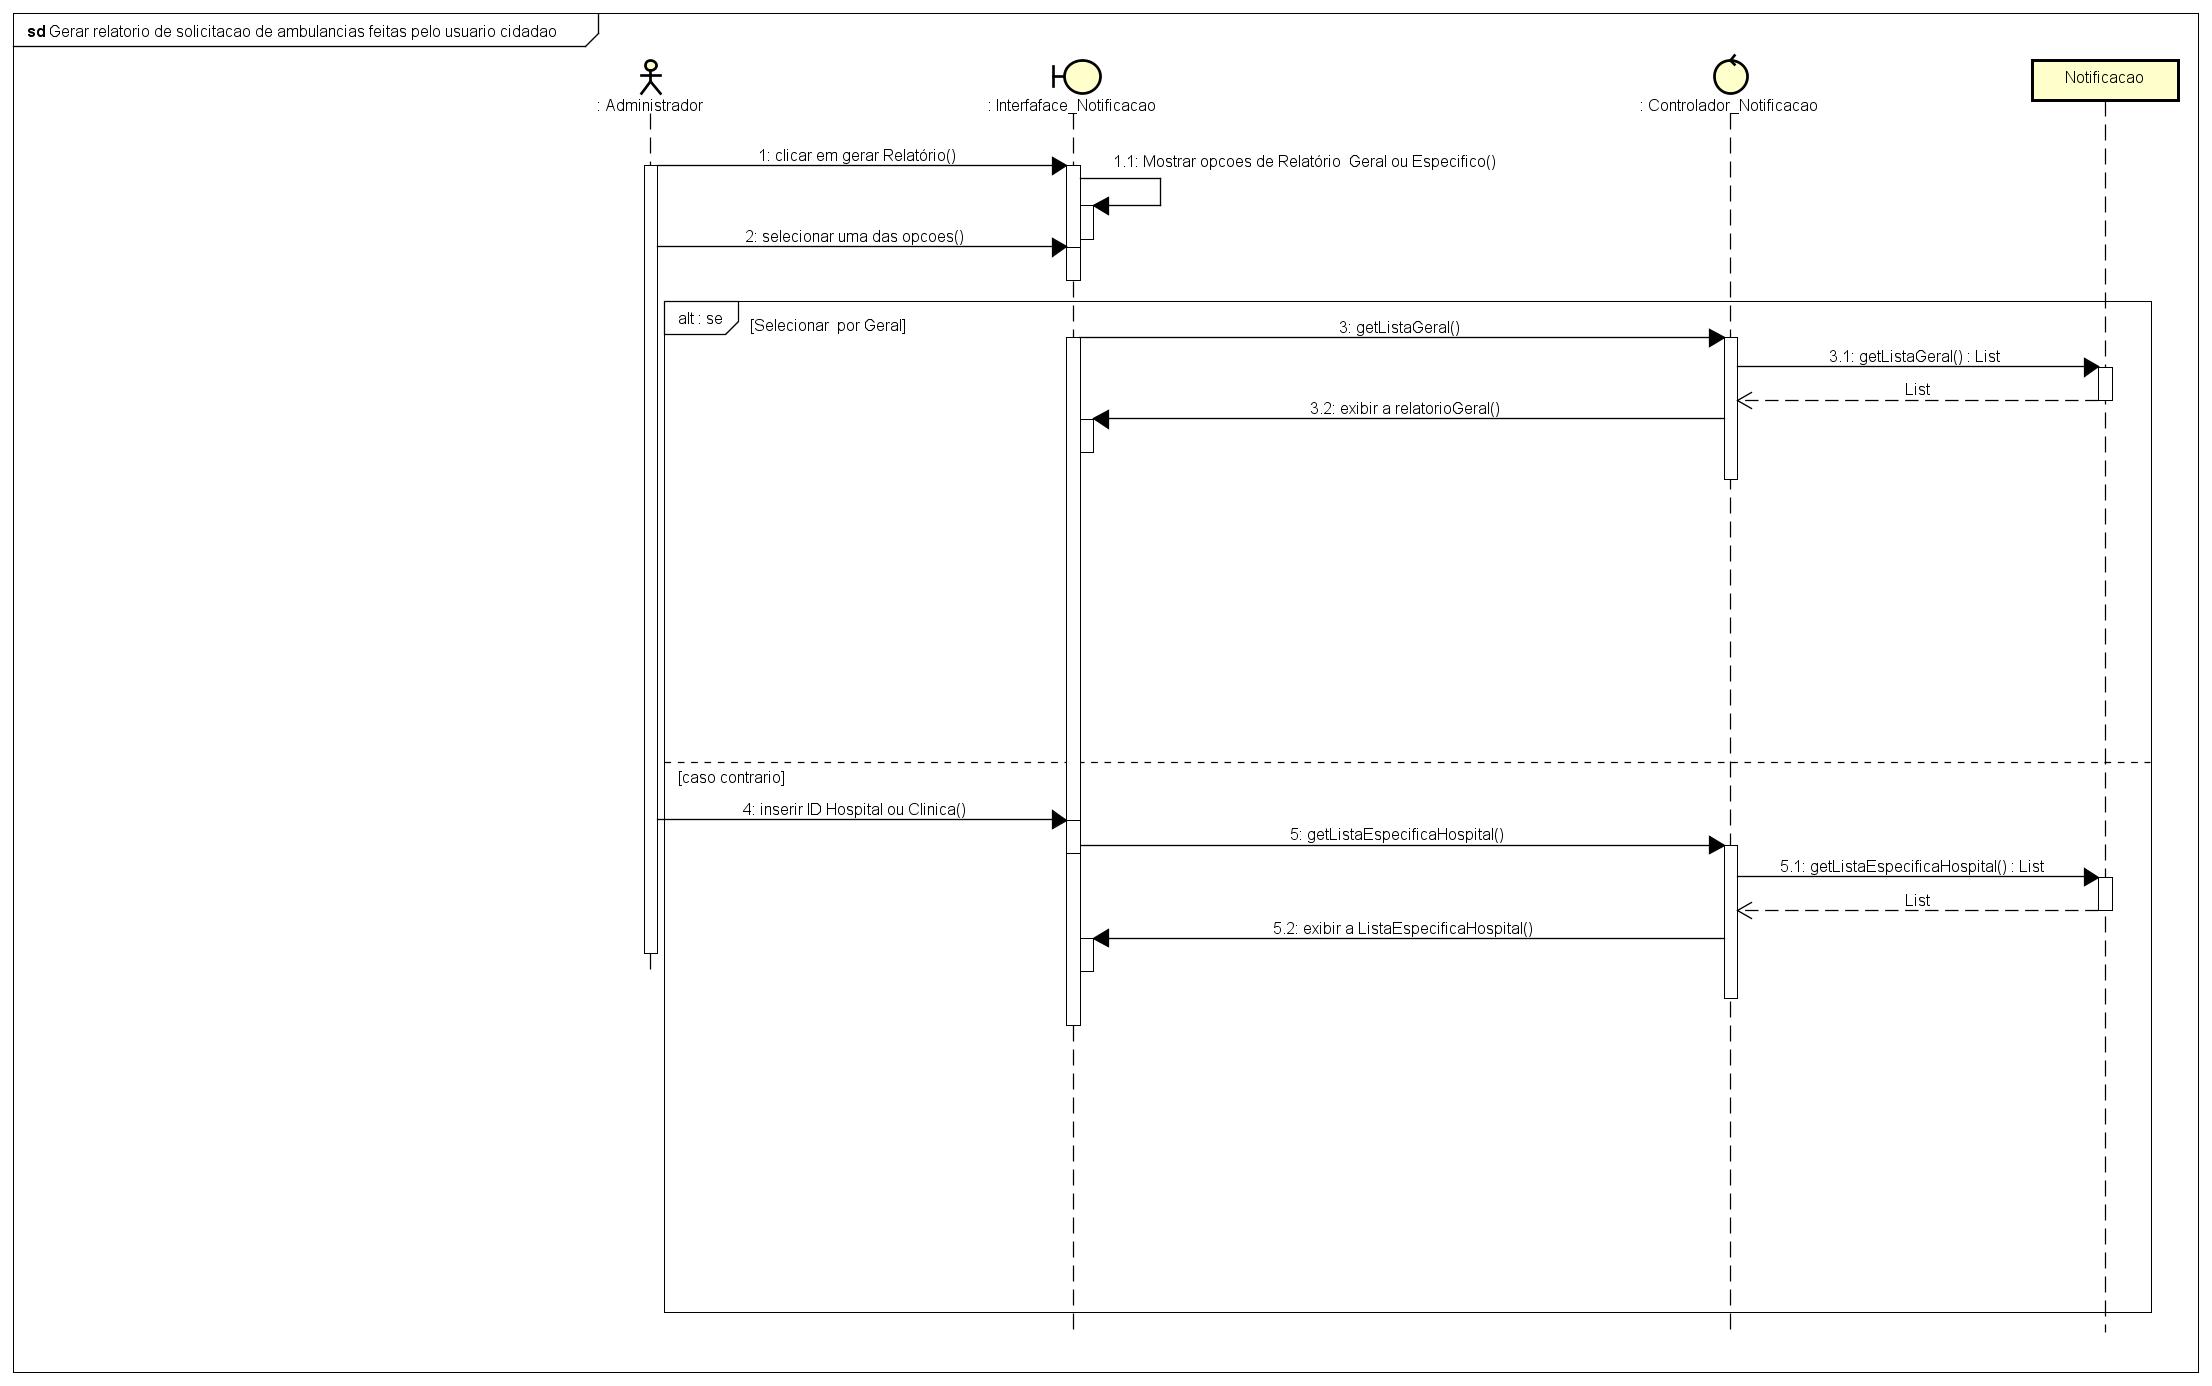 sd Gerar relatorio de solicitacao de ambulancias feitas pelo usuario cidadao
: Administrador
: Interfaface_Notificacao
: Controlador_Notificacao
Notificacao
1: clicar em gerar Relatório()
1.1: Mostrar opcoes de Relatório  Geral ou Especifico()
2: selecionar uma das opcoes()
alt : se
[Selecionar  por Geral]
3: getListaGeral()
3.1: getListaGeral() : List
List
3.2: exibir a relatorioGeral()
[caso contrario]
4: inserir ID Hospital ou Clinica()
5: getListaEspecificaHospital()
5.1: getListaEspecificaHospital() : List
List
5.2: exibir a ListaEspecificaHospital()